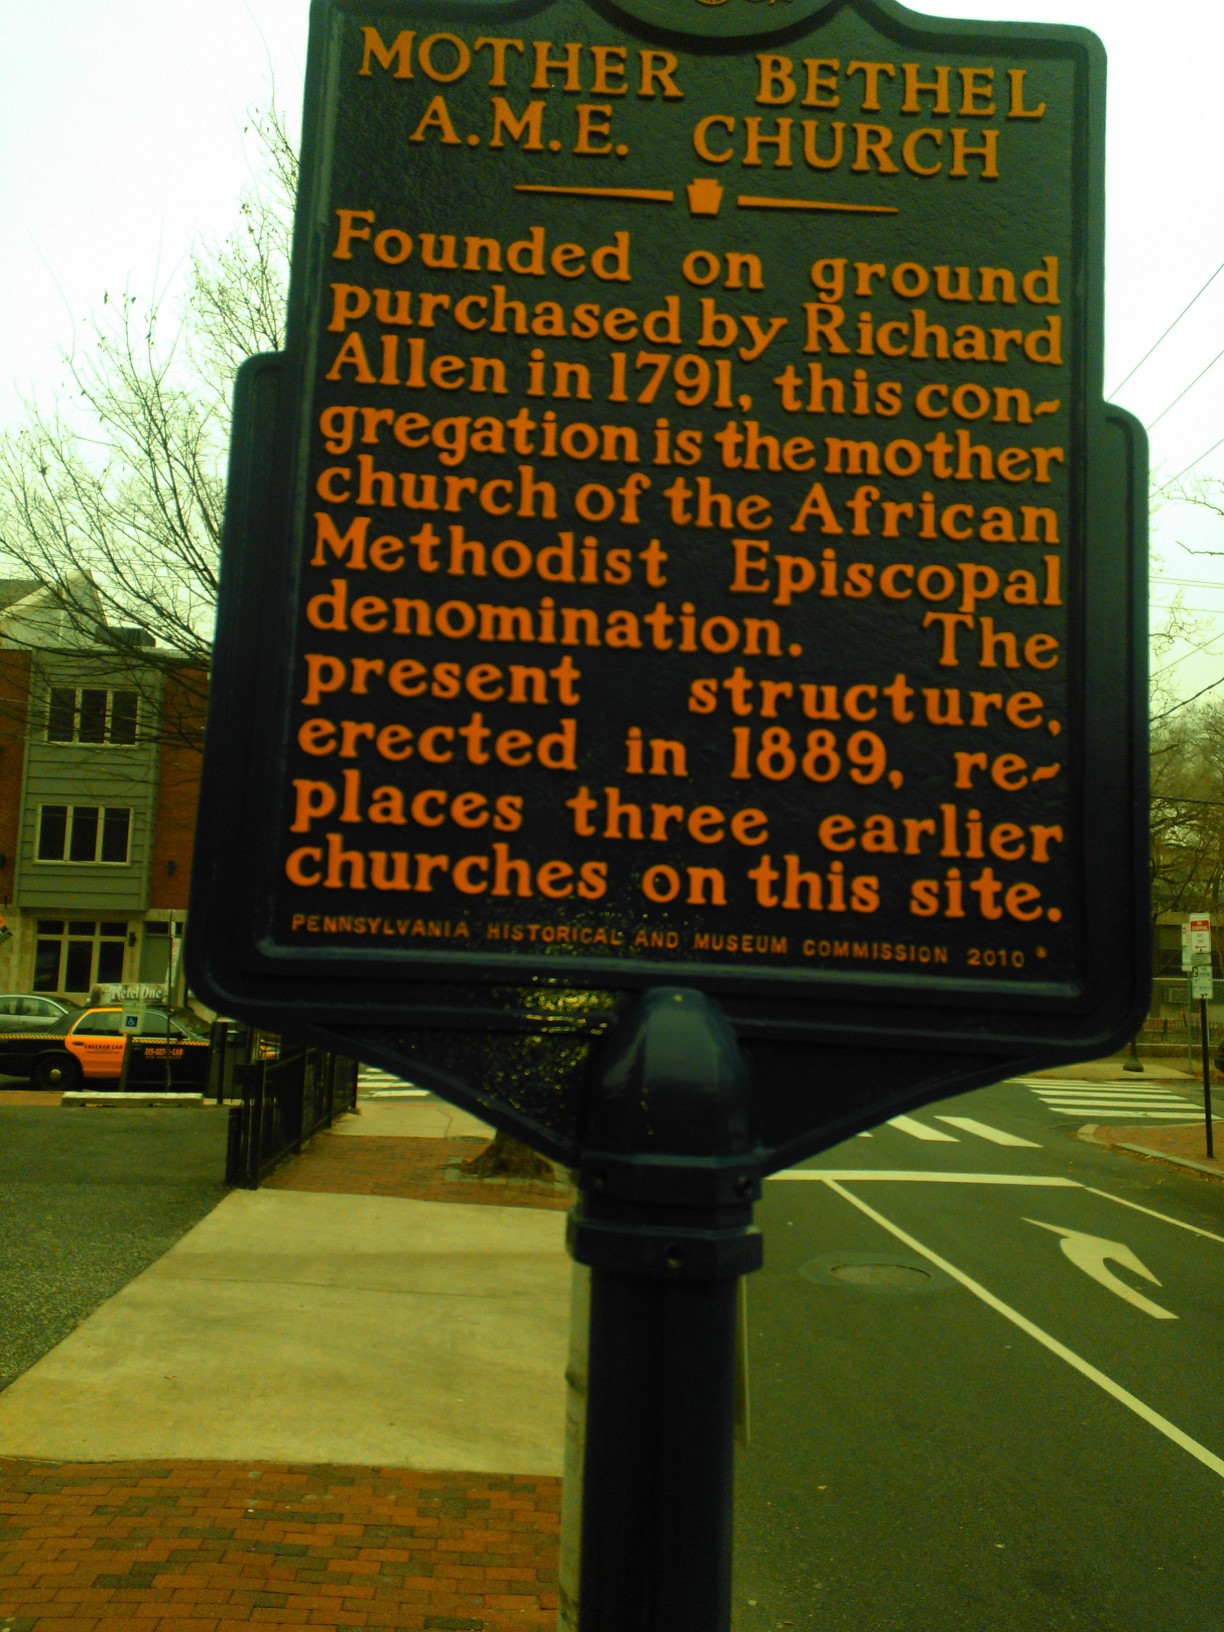 MOTHER BETHEL
A.M.E. CHURCH
Founded on ground
purchased by Richard
Allen in 1791, this con-
gregation is the mother
church of the African
Methodist Episcopal
denomination. The
present structure,
erected in 1889, re-
places three earlier
churches on this site.
PENNSYLVANIA HISTORICAL AND MUSEUM COMMISSION 2010
Ketel One